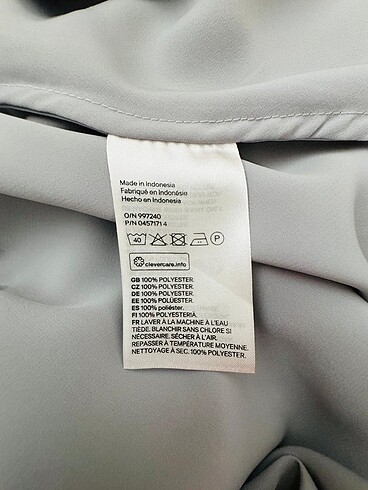 Made in Indonesia
Fabriqué en Indonésie
Hecho en Indonesia
O/N 997240
P/N 0457171 4
40 P
clevercare.info
GB 100% POLYESTER.
CZ 100% POLYESTER.
DE 100% POLYESTER.
EE 100% POLÜESTER.
ES 100% poliéster.
FI 100% POLYESTERIÄ.
FR LAVER À LA MACHINE À L'EAU
TIÈDE. BLANCHIR SANS CHLORE SI
NÉCESSAIRE. SÉCHER À L'AIR.
REPASSER À TEMPÉRATURE MOYENNE.
NETTOYAGE À SEC. 100% POLYESTER.